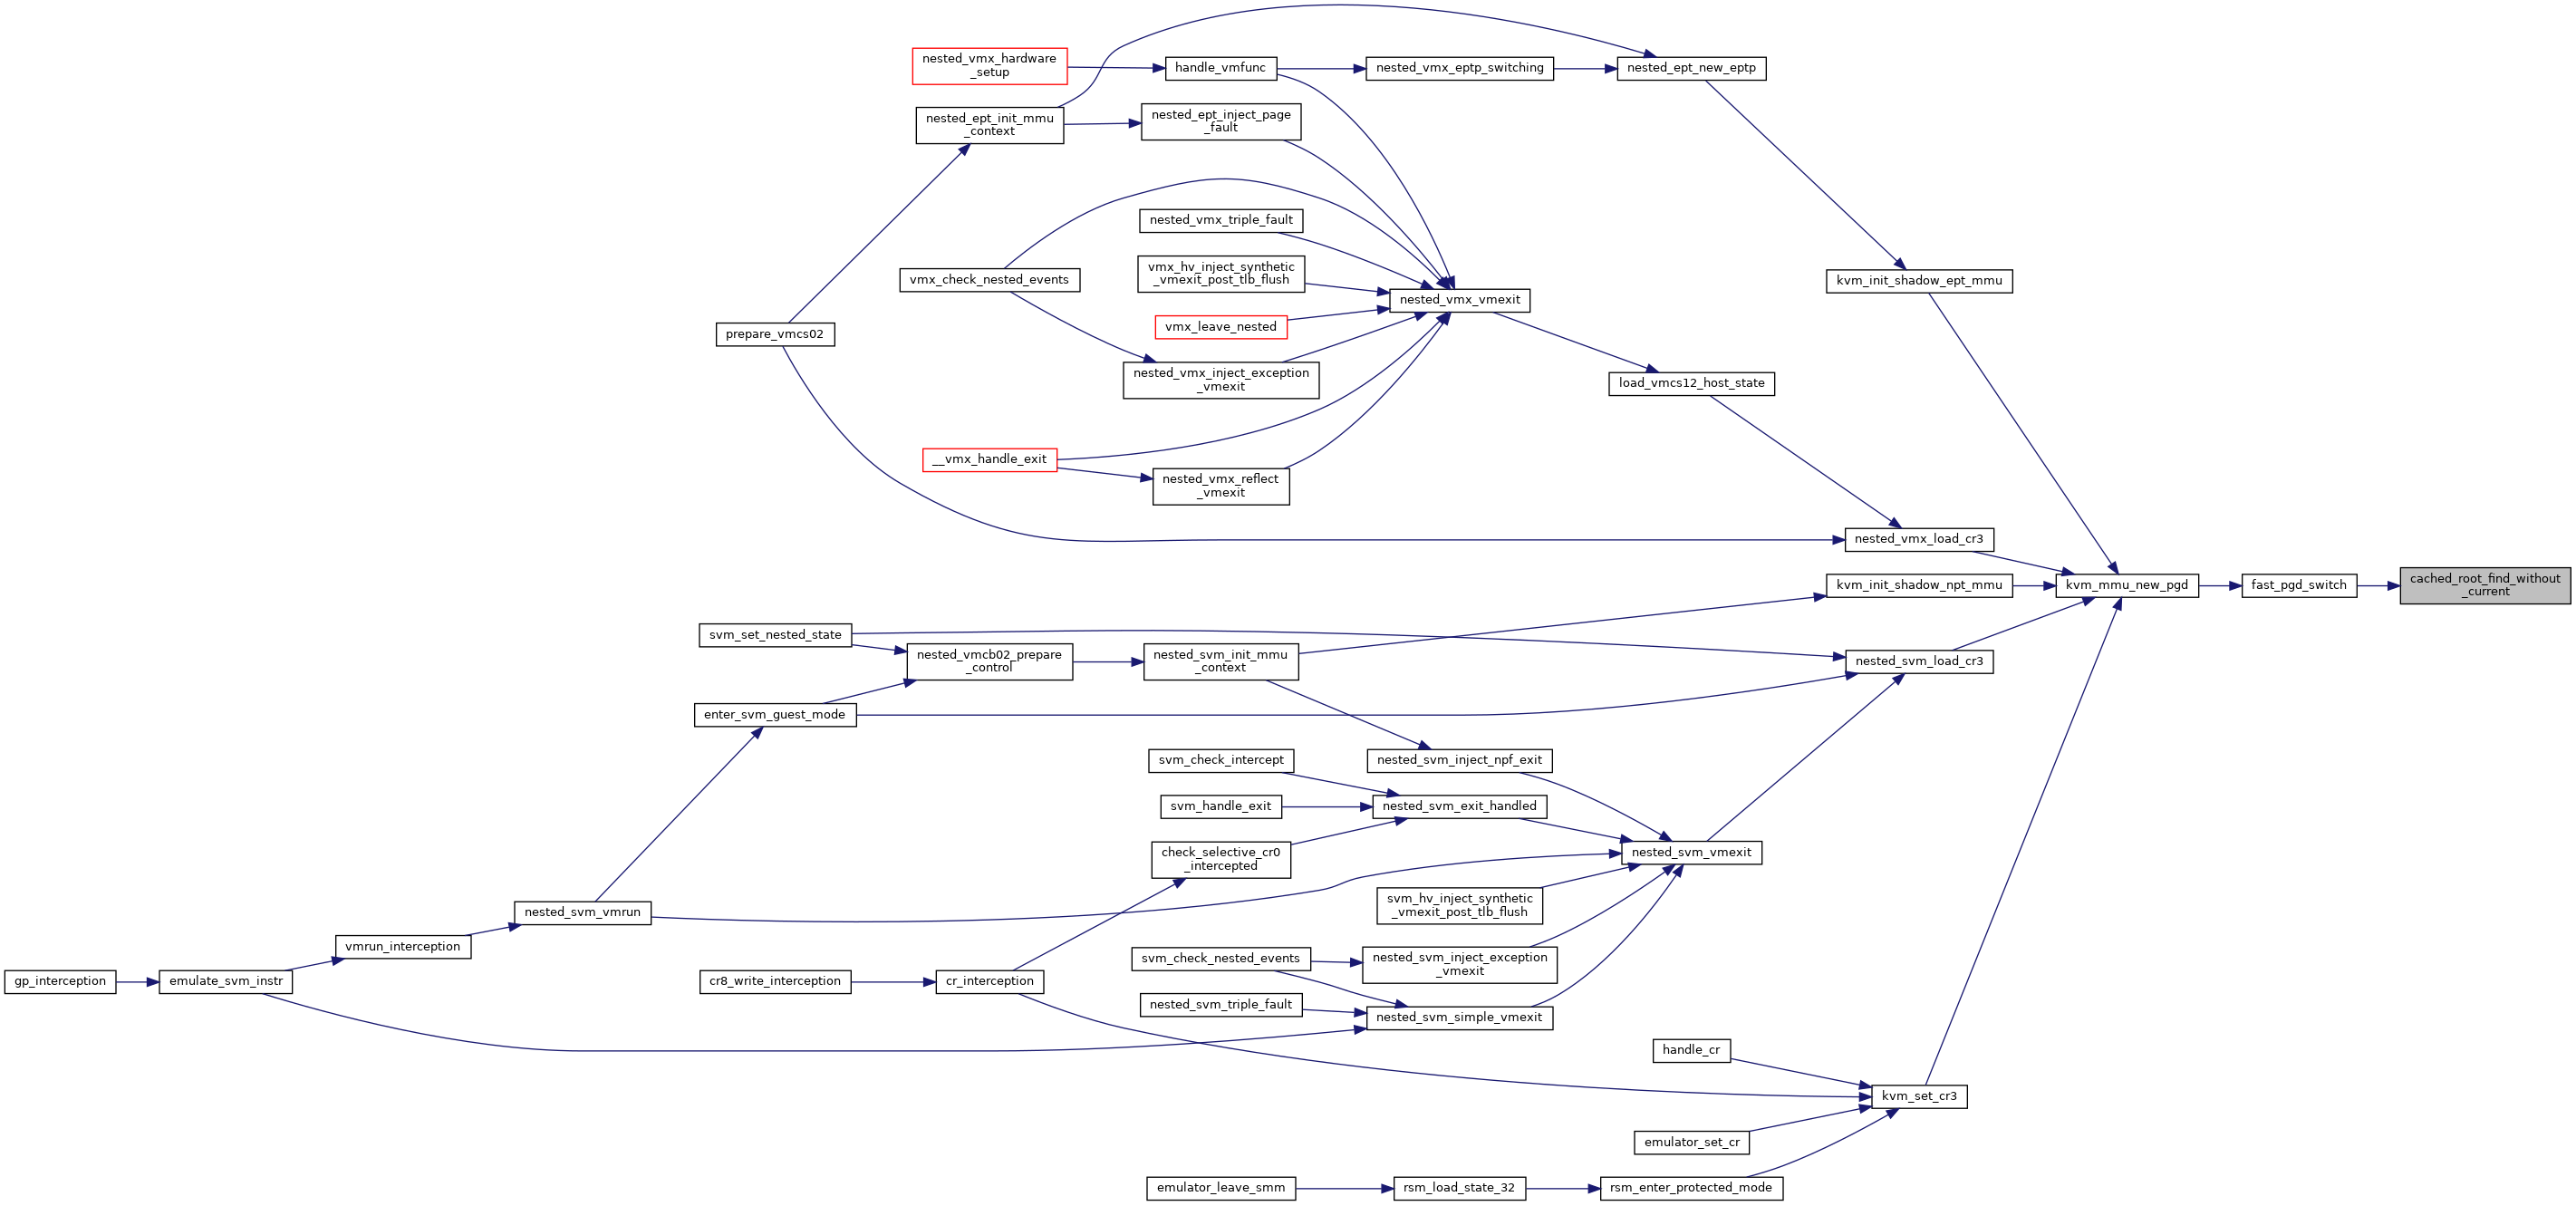 nested_vmx_hardware
_setup
handle_vmfunc
nested_vmx_eptp_switching
nested_ept_new_eptp
nested_ept_init_mmu
_context
nested_ept_inject_page
_fault
nested_vmx_triple_fault
vmx_check_nested_events
vmx_hv_inject_synthetic
_vmexit_post_tlb_flush
nested_vmx_vmexit
kvm_init_shadow_ept_mmu
vmx_leave_nested
prepare_vmcs02
nested_vmx_inject_exception
_vmexit
load_vmcs12_host_state
__vmx_handle_exit
nested_vmx_reflect
_vmexit
nested_vmx_load_cr3
kvm_init_shadow_npt_mmu
kvm_mmu_new_pgd
fast_pgd_switch
cached_root_find_without
_current
svm_set_nested_state
nested_vmcb02_prepare
_control
nested_svm_init_mmu
_context
nested_svm_load_cr3
enter_svm_guest_mode
svm_check_intercept
nested_svm_inject_npf_exit
svm_handle_exit
nested_svm_exit_handled
check_selective_cr0
_intercepted
nested_svm_vmexit
svm_hv_inject_synthetic
_vmexit_post_tlb_flush
nested_svm_vmrun
vmrun_interception
svm_check_nested_events
nested_svm_inject_exception
_vmexit
gp_interception
emulate_svm_instr
cr8_write_interception
cr_interception
nested_svm_triple_fault
nested_svm_simple_vmexit
handle_cr
kvm_set_cr3
emulator_set_cr
emulator_leave_smm
rsm_load_state_32
rsm_enter_protected_mode